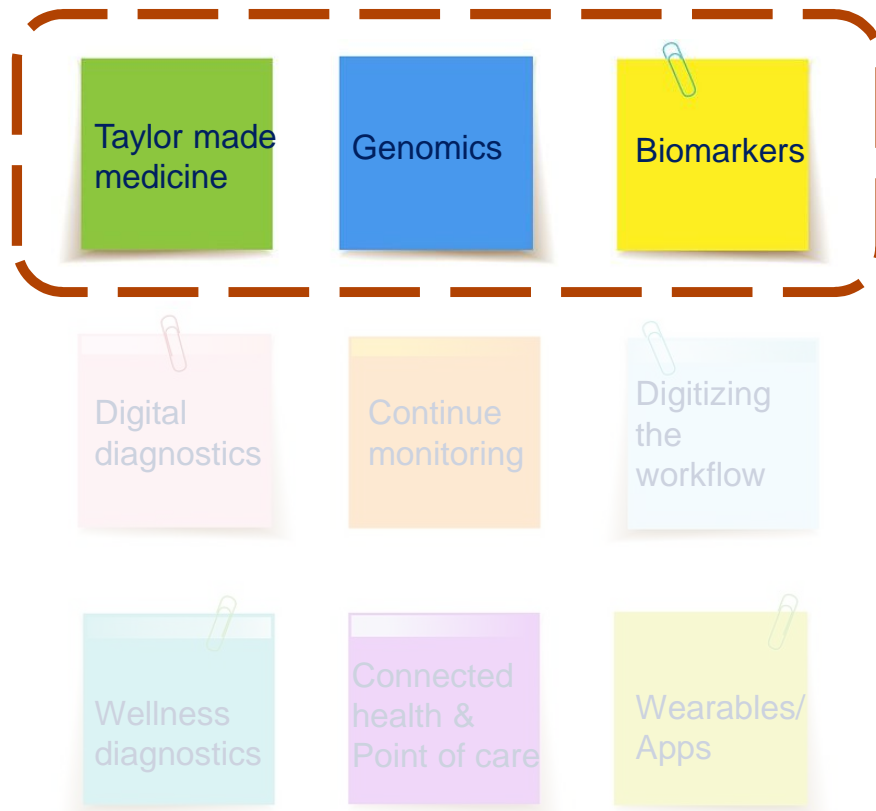 Taylor made
medicine
Genomics
Biomarkers
Digital
diagnostics
Continue
monitoring
Digitizing
the
workflow
Wellness
diagnostics
Connected
health &
Point of care
Wearables/
Apps